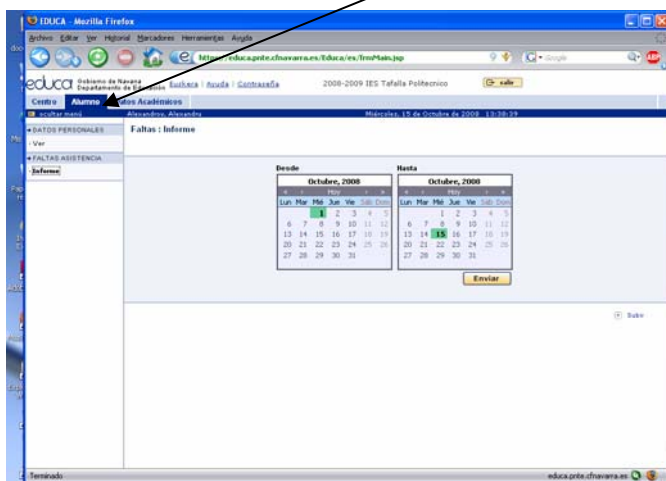 EDUCA - Mozilla Firefox
Archivo Editar Ver Historial Marcadores Herramientas Ayuda
https://educa.pnte.cfnavarra.es/Educa/es/frmMain.jsp
Google
educa Gobierno de Navarra
Departamento de Educación
Euskara | Ayuda | Contraseña
2008-2009 IES Tafalla Politécnico
salir
Centro Alumno Datos Académicos
ocultar menú
Miércoles, 15 de Octubre de 2008 13:38:39
DATOS PERSONALES
Ver
FALTAS ASISTENCIA
Informe
Faltas : Informe
Desde Hasta
Octubre, 2008 Octubre, 2008
Hoy Hoy
Lun Mar Mié Jue Vie Sáb Dom Lun Mar Mié Jue Vie Sáb Dom
1 2 3 4 5 1 2 3 4 5
6 7 8 9 10 11 12 6 7 8 9 10 11 12
13 14 15 16 17 18 19 13 14 15 16 17 18 19
20 21 22 23 24 25 26 20 21 22 23 24 25 26
27 28 29 30 31 27 28 29 30 31
Enviar
Subir
Terminado
educa.pnte.cfnavarra.es